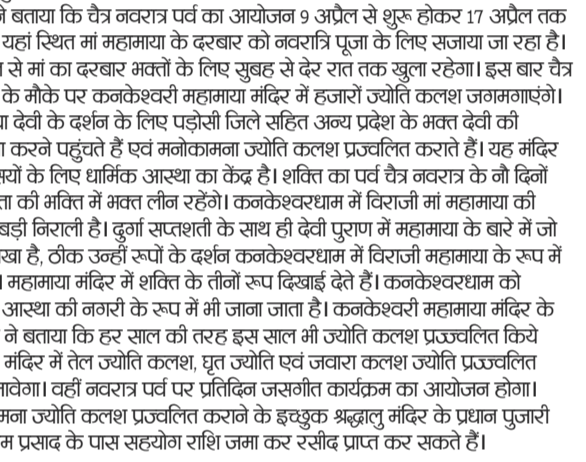 ने बताया कि चैत्र नवरात्र पर्व का आयोजन 9 अप्रैल से शुरू होकर 17 अप्रैल तक
यहां स्थित मां महामाया के दरबार को नवरात्रि पूजा के लिए सजाया जा रहा है।
से मां का दरबार भक्तों के लिए सुबह से देर रात तक खुला रहेगा। इस बार चैत्र
के मौके पर कनकेश्वरी महामाया मंदिर में हजारों ज्योति कलश जगमगाएंगे।
देवी के दर्शन के लिए पड़ोसी जिले सहित अन्य प्रदेश के भक्त देवी की
करने पहुंचते हैं एवं मनोकामना ज्योति कलश प्रज्वलित कराते हैं। यह मंदिर
के लिए धार्मिक आस्था का केंद्र है। शक्ति का पर्व चैत्र नवरात्र के नौ दिनों
की भक्ति में भक्त लीन रहेंगे। कनकेश्वरधाम में विराजी मां महामाया की
बड़ी निराली है। दुर्गा सप्तशती के साथ ही देवी पुराण में महामाया के बारे में जो
है, ठीक उन्हीं रूपों के दर्शन कनकेश्वरधाम में विराजी महामाया के रूप में
महामाया मंदिर में शक्ति के तीनों रूप दिखाई देते हैं। कनकेश्वरधाम को
आस्था की नगरी के रूप में भी जाना जाता है। कनकेश्वरी महामाया मंदिर के
ने बताया कि हर साल की तरह इस साल भी ज्योति कलश प्रज्ज्वलित किये
मंदिर में तेल ज्योति कलश, घृत ज्योति एवं जवारा कलश ज्योति प्रज्ज्वलित
जावेगा। वहीं नवरात्र पर्व पर प्रतिदिन जसगीत कार्यक्रम का आयोजन होगा।
ज्योति कलश प्रज्वलित कराने के इच्छुक श्रद्धालु मंदिर के प्रधान पुजारी
प्रसाद के पास सहयोग राशि जमा कर रसीद प्राप्त कर सकते हैं।